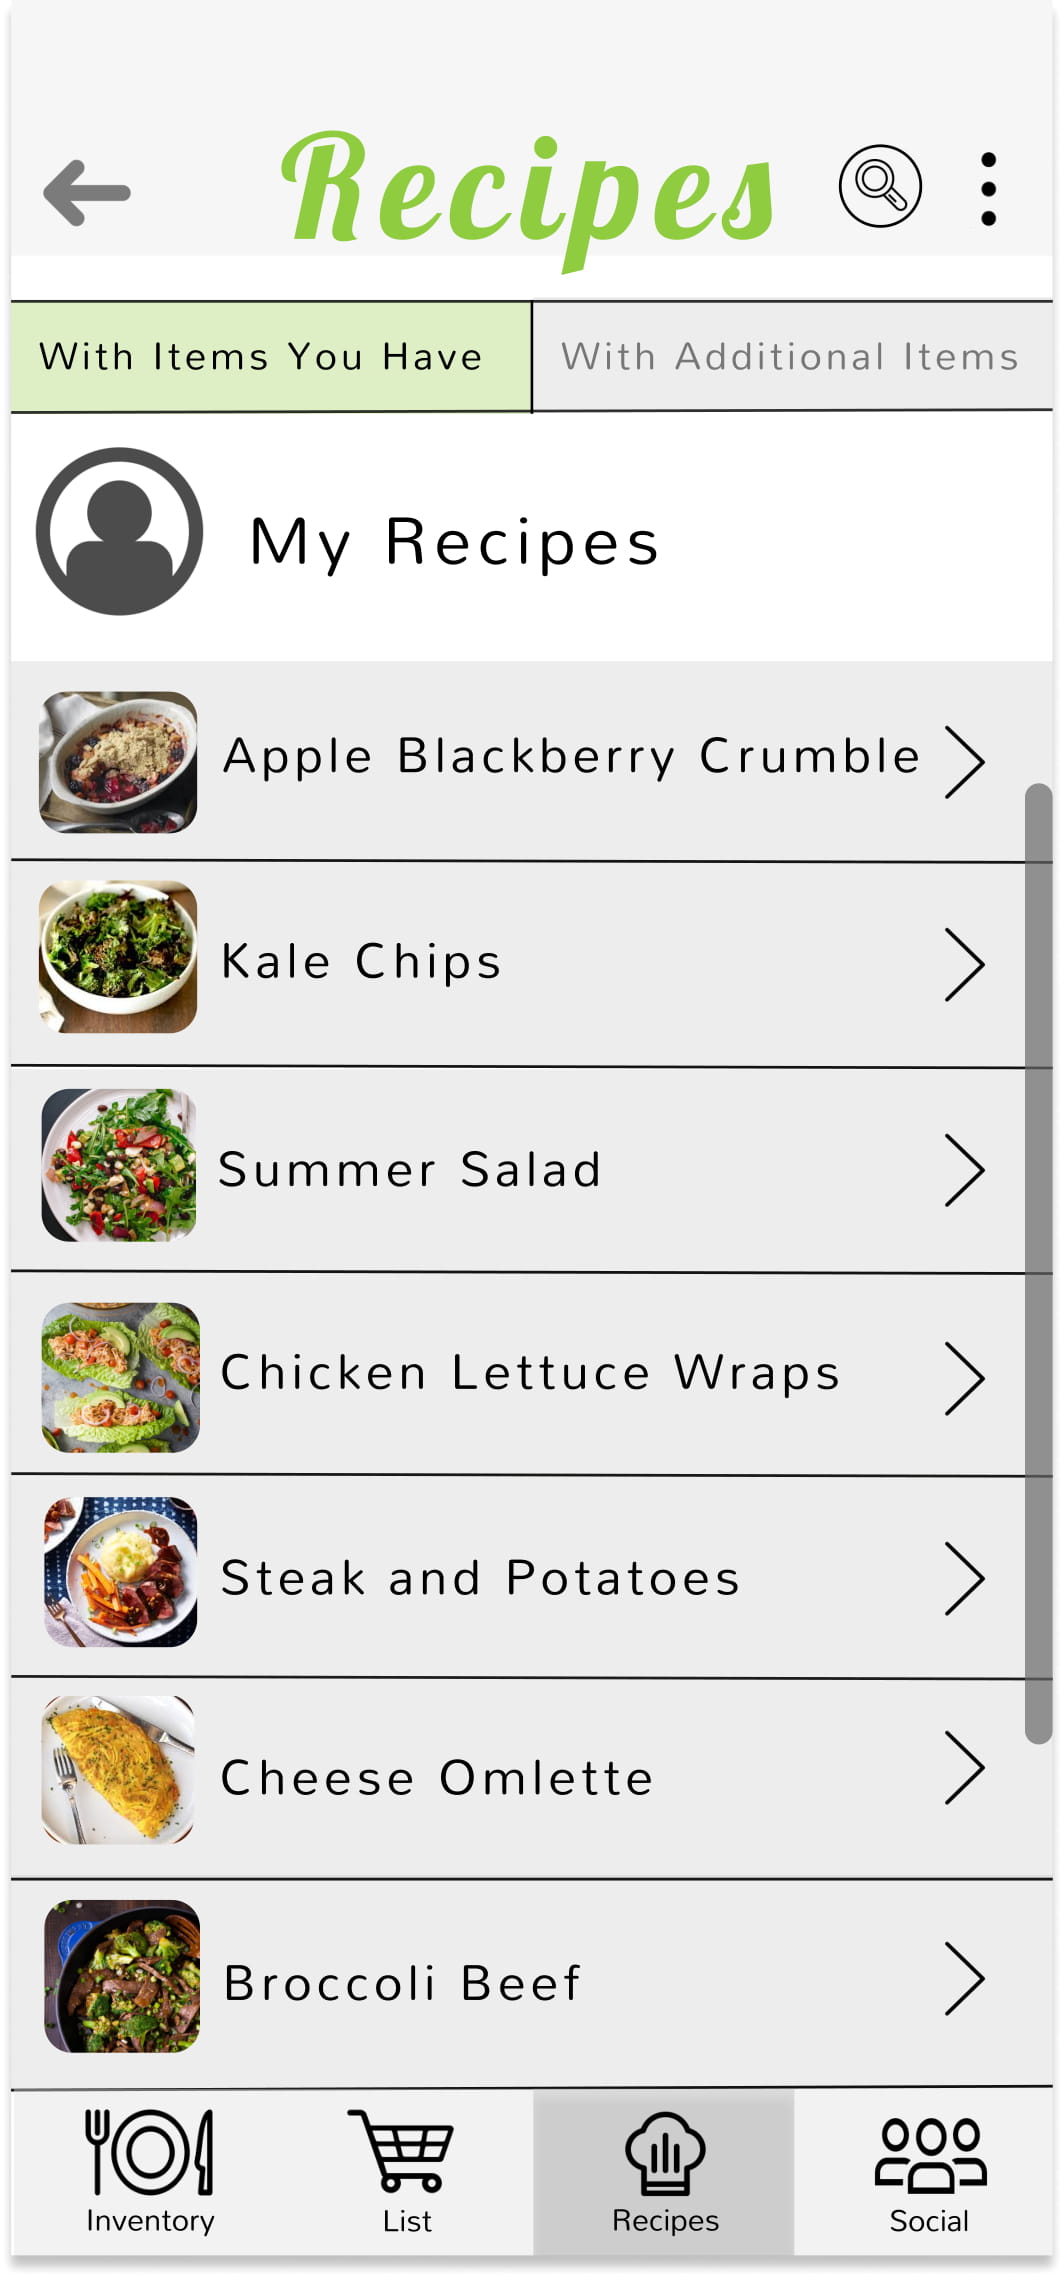 Recipes
With Items You Have
With Additional Items
My Recipes
Apple Blackberry Crumble
Kale Chips
Summer Salad
Chicken Lettuce Wraps
Steak and Potatoes
Cheese Omlette
Broccoli Beef
Inventory
List
Recipes
Social